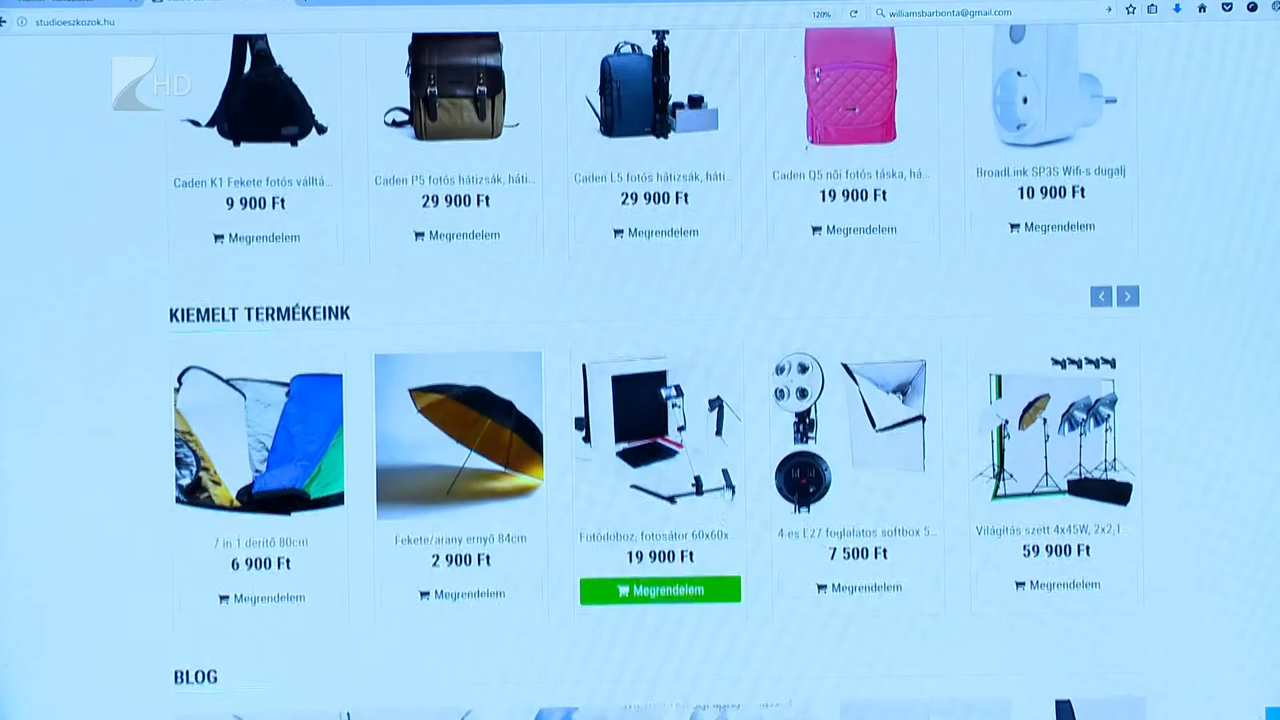 studioeszkozok.hu
120%
williamsbarbonta@gmail.com
HD
Caden K1 Fekete fotós válltá...
Caden P5 fotós hátizsák, háti...
Caden L5 fotós hátizsák, háti...
Caden Q5 női fotós táska, há...
BroadLink SP3S Wifi-s dugalj
9 900 Ft
29 900 Ft
29 900 Ft
19 900 Ft
10 900 Ft
Megrendelem
Megrendelem
Megrendelem
Megrendelem
Megrendelem
KIEMELT TERMÉKEINK
7 in 1 derítő 80cm
Fekete/arany ernyő 84cm
Fotódoboz, fotosátor 60x60x...
4-es E27 foglalatos softbox 5...
Világítás szett 4x45W, 2x2,1...
6 900 Ft
2 900 Ft
19 900 Ft
7 500 Ft
59 900 Ft
Megrendelem
Megrendelem
Megrendelem
Megrendelem
Megrendelem
BLOG